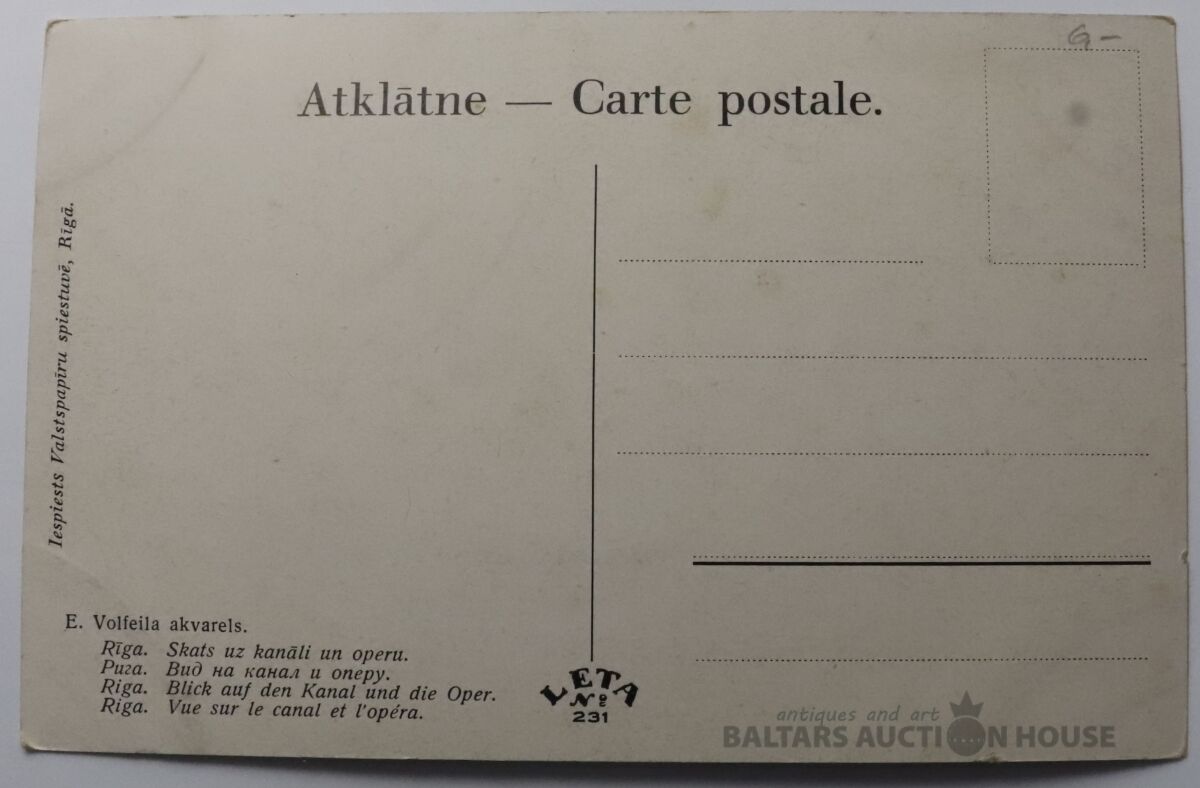 G –
Atklātne — Carte postale.
Iespiests Valstspapīru spiestuvē, Rīgā.
E. Volfeila akvarels.
Rīga. Skats uz kanāli un operu.
Рига. Вид на канал и оперу.
Riga. Blick auf den Kanal und die Oper.
Riga. Vue sur le canal et l'opéra.
LETA
№
231
antiques and art
BALTARS AUCTION HOUSE